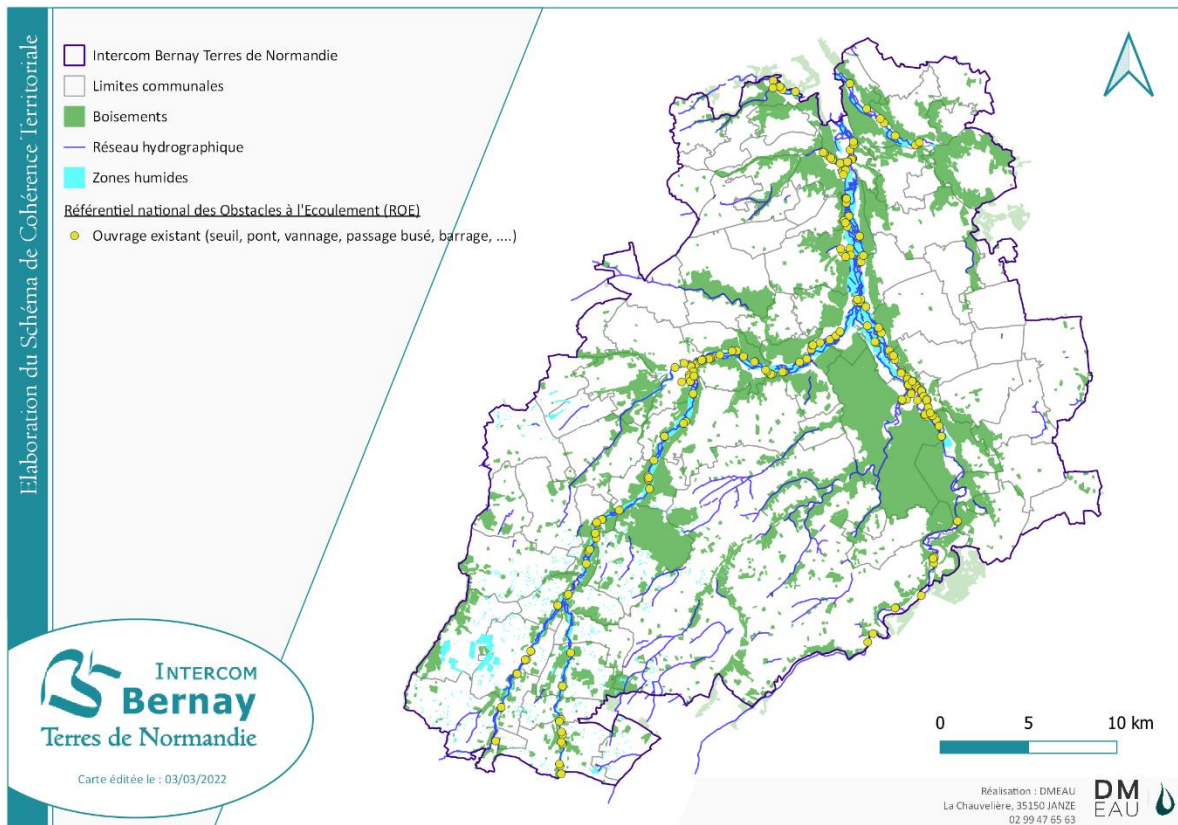 Elaboration du Schéma de Cohérence Territoriale
Intercom Bernay Terres de Normandie
Limites communales
Boisements
Réseau hydrographique
Zones humides
Référentiel national des Obstacles à l'Ecoulement (ROE)
Ouvrage existant (seuil, pont, vannage, passage busé, barrage, ....)
INTERCOM
Bernay
Terres de Normandie
Carte éditée le : 03/03/2022
0 5 10 km
Réalisation : DMEAU
La Chauvelière, 35150 JANZE
02 99 47 65 63
DM
EAU